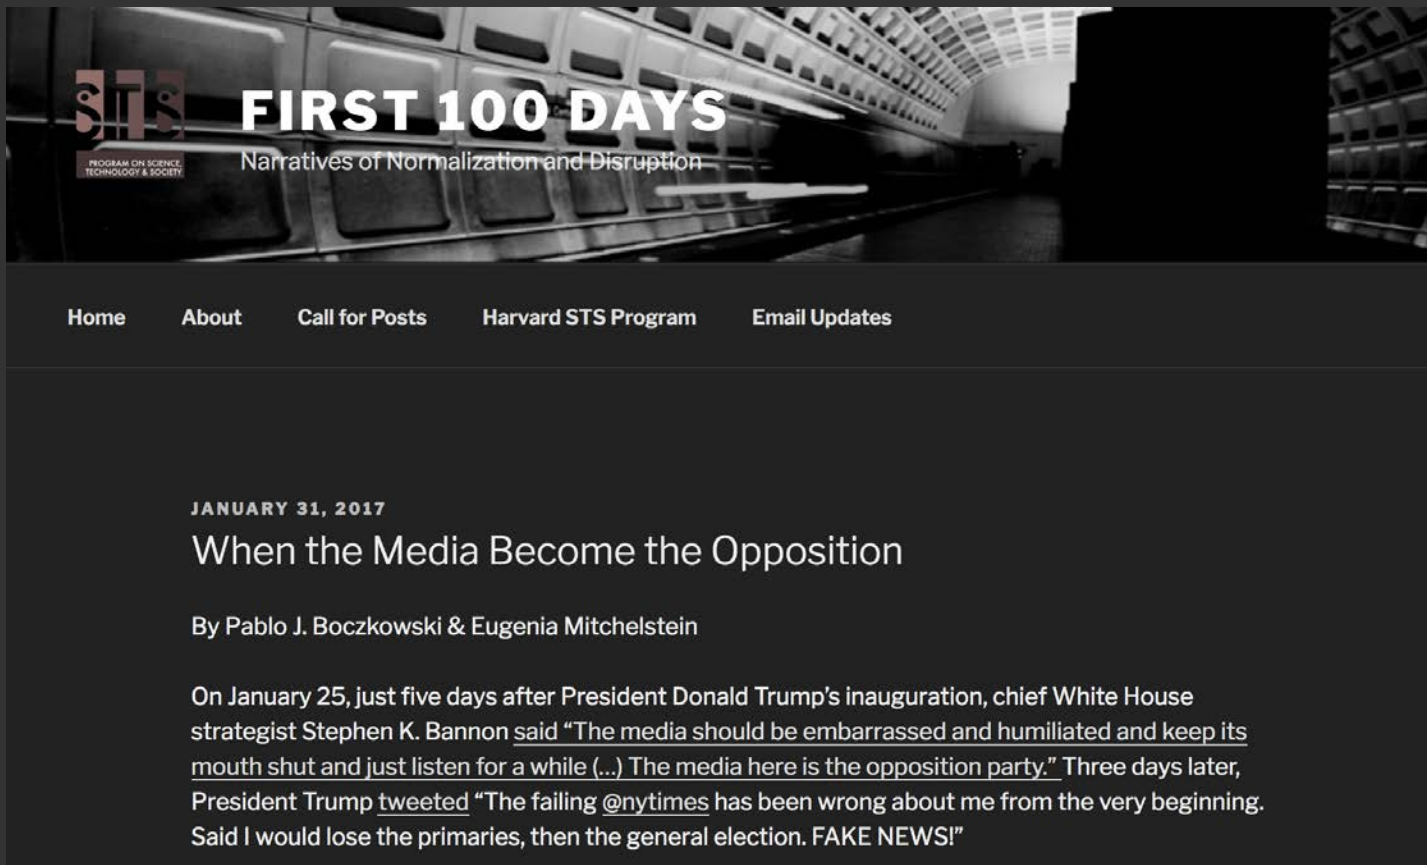 STS
PROGRAM ON SCIENCE,
TECHNOLOGY & SOCIETY
FIRST 100 DAYS
Narratives of Normalization and Disruption
Home About Call for Posts Harvard STS Program Email Updates
JANUARY 31, 2017
When the Media Become the Opposition
By Pablo J. Boczkowski & Eugenia Mitchelstein
On January 25, just five days after President Donald Trump’s inauguration, chief White House
strategist Stephen K. Bannon said “The media should be embarrassed and humiliated and keep its
mouth shut and just listen for a while (...) The media here is the opposition party.” Three days later,
President Trump tweeted “The failing @nytimes has been wrong about me from the very beginning.
Said I would lose the primaries, then the general election. FAKE NEWS!”